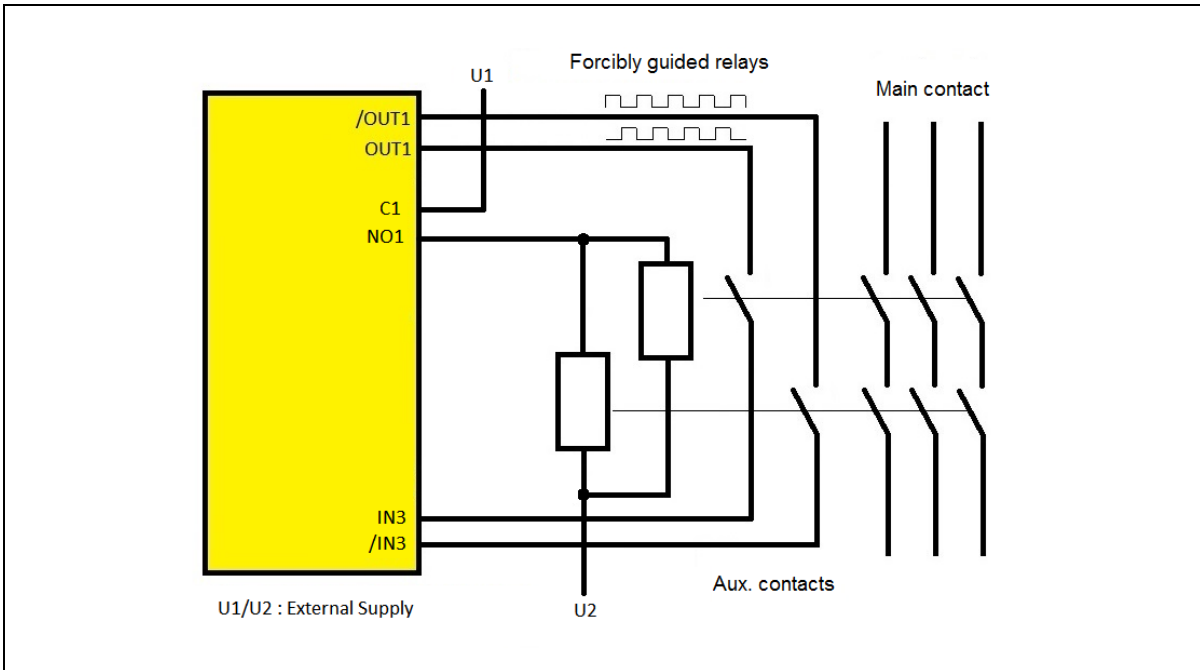 Forcibly guided relays
U1
Main contact
/OUT1
OUT1
C1
NO1
IN3
/IN3
Aux. contacts
U1/U2 : External Supply
U2